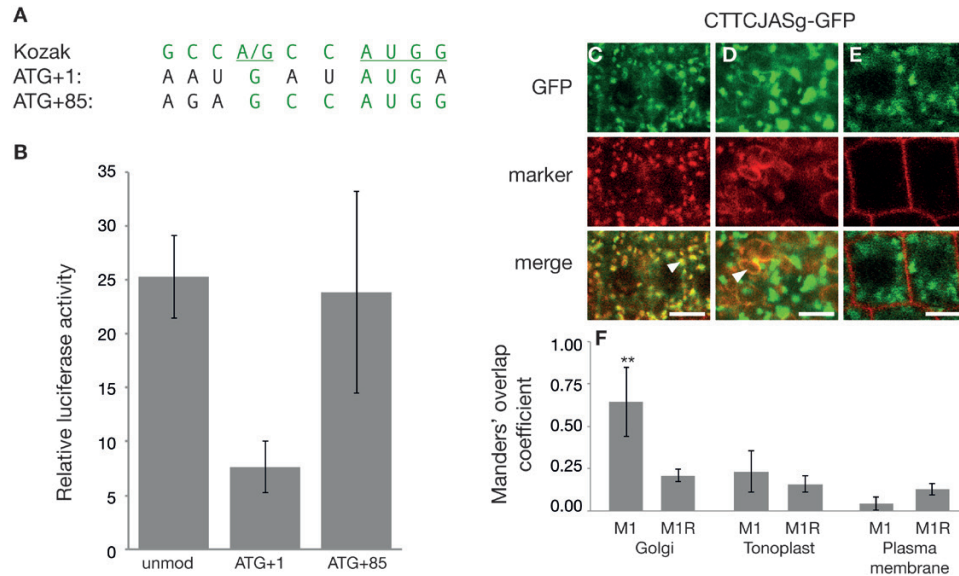 A
Kozak G C C A/G C C A U G G
ATG+1: A A U G A U A U G A
ATG+85: A G A G C C A U G G
B
Relative luciferase activity
35
30
25
20
15
10
5
0
unmod ATG+1 ATG+85
CTTCJASg-GFP
C D E
GFP
marker
merge
F
Manders' overlap
coefficient
1.00
0.75
0.50
0.25
0.00
**
M1 M1R M1 M1R M1 M1R
Golgi Tonoplast Plasma
membrane